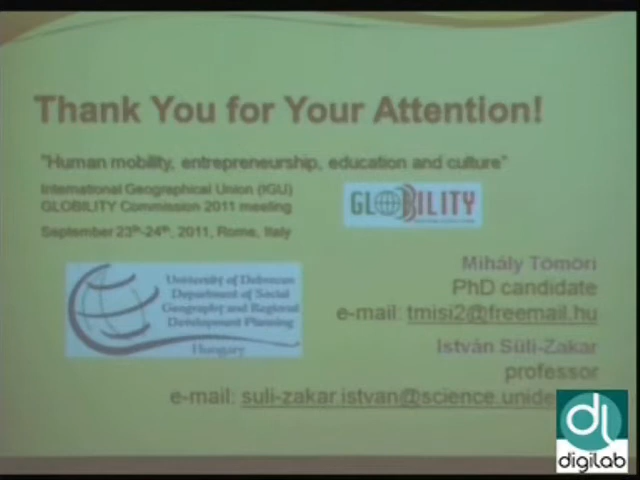 Thank You for Your Attention!
"Human mobility, entrepreneurship, education and culture"
International Geographical Union (IGU)
GLOBILITY Commission 2011 meeting
September 23th-24th, 2011, Rome, Italy
GLOBILITY
University of Debrecen
Department of Social
Geography and Regional
Development Planning
Hungary
Mihály Tömöri
PhD candidate
e-mail: tmisi2@freemail.hu
István Süli-Zakar
professor
e-mail: suli-zakar.istvan@science.unide
digilab